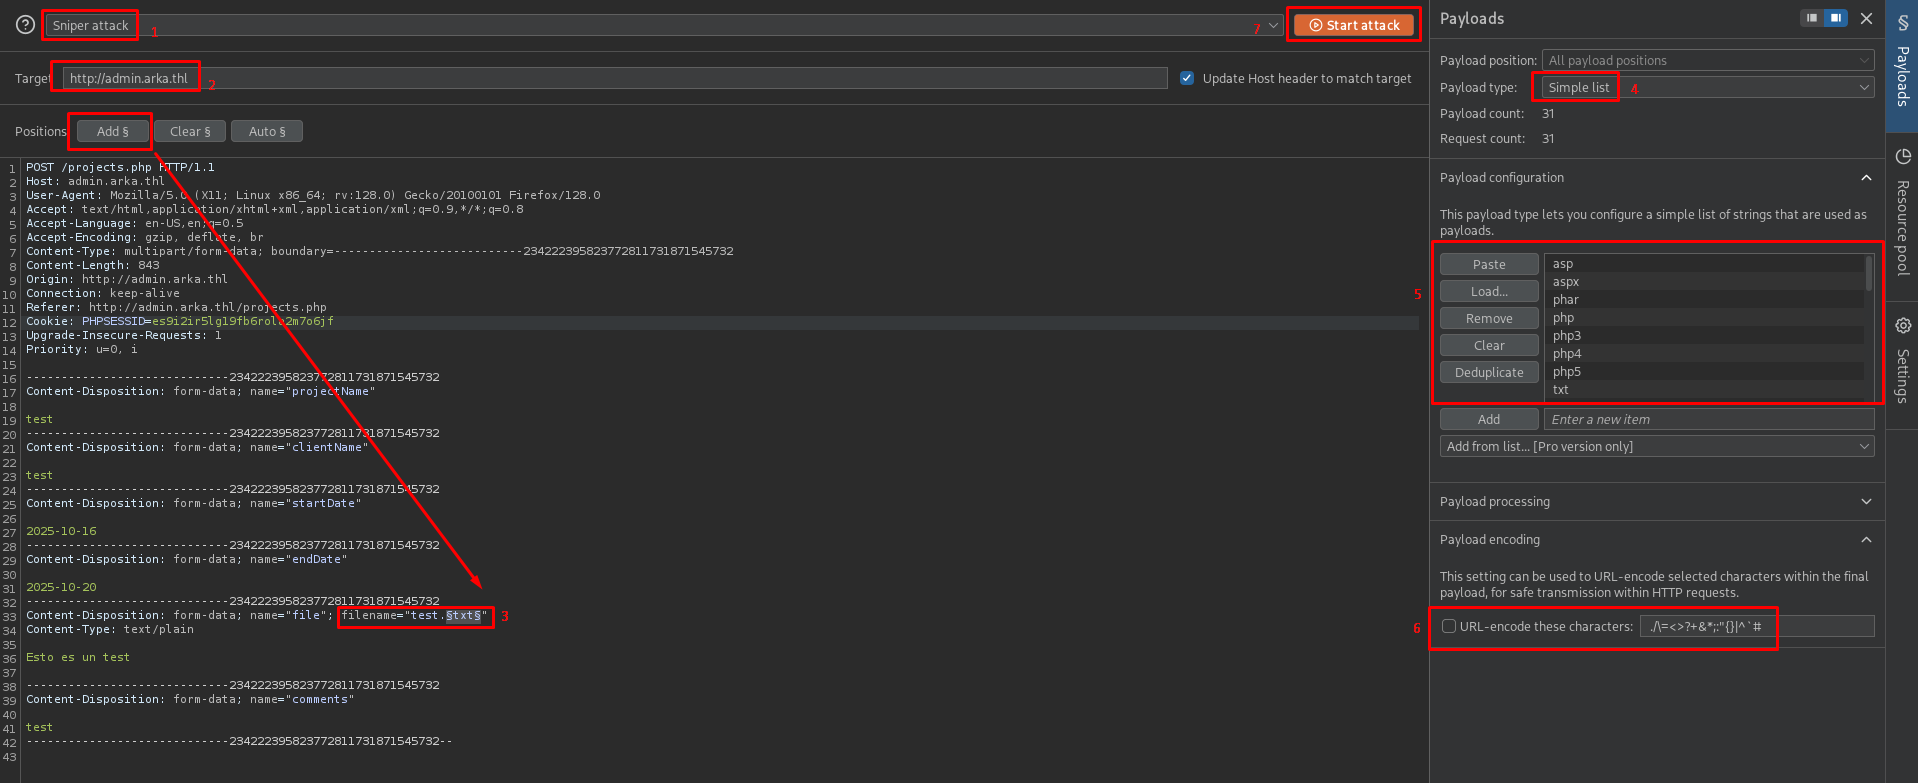 Sniper attack
1
7
Start attack
Target
http://admin.arka.thl
2
Update Host header to match target
Positions
Add §
Clear §
Auto §
1 POST /projects.php HTTP/1.1
2 Host: admin.arka.thl
3 User-Agent: Mozilla/5.0 (X11; Linux x86_64; rv:128.0) Gecko/20100101 Firefox/128.0
4 Accept: text/html,application/xhtml+xml,application/xml;q=0.9,*/*;q=0.8
5 Accept-Language: en-US,en;q=0.5
6 Accept-Encoding: gzip, deflate, br
7 Content-Type: multipart/form-data; boundary=---------------------------234222395823772811731871545732
8 Content-Length: 843
9 Origin: http://admin.arka.thl
10 Connection: keep-alive
11 Referer: http://admin.arka.thl/projects.php
12 Cookie: PHPSESSID=es9i2ir5lg19fb6rol 2m7o6jf
13 Upgrade-Insecure-Requests: 1
14 Priority: u=0, i
15
16 -----------------------------234222395823772811731871545732
17 Content-Disposition: form-data; name="projectName"
18
19 test
20 -----------------------------234222395823772811731871545732
21 Content-Disposition: form-data; name="clientName"
22
23 test
24 -----------------------------234222395823772811731871545732
25 Content-Disposition: form-data; name="startDate"
26
27 2025-10-16
28 -----------------------------234222395823772811731871545732
29 Content-Disposition: form-data; name="endDate"
30
31 2025-10-20
32 -----------------------------234222395823772811731871545732
33 Content-Disposition: form-data; name="file"; filename="test.§txt§"
3
34 Content-Type: text/plain
35
36 Esto es un test
37
38 -----------------------------234222395823772811731871545732
39 Content-Disposition: form-data; name="comments"
40
41 test
42 -----------------------------234222395823772811731871545732--
43
Payloads
Payload position: All payload positions
Payload type: Simple list
4
Payload count: 31
Request count: 31
Payload configuration
This payload type lets you configure a simple list of strings that are used as
payloads.
5
Paste
Load...
Remove
Clear
Deduplicate
asp
aspx
phar
php
php3
php4
php5
txt
Add
Enter a new item
Add from list... [Pro version only]
Payload processing
Payload encoding
This setting can be used to URL-encode selected characters within the final
payload, for safe transmission within HTTP requests.
6
URL-encode these characters: ./\=<>?+&*;:"{}|^`#
§
Payloads
Resource pool
Settings